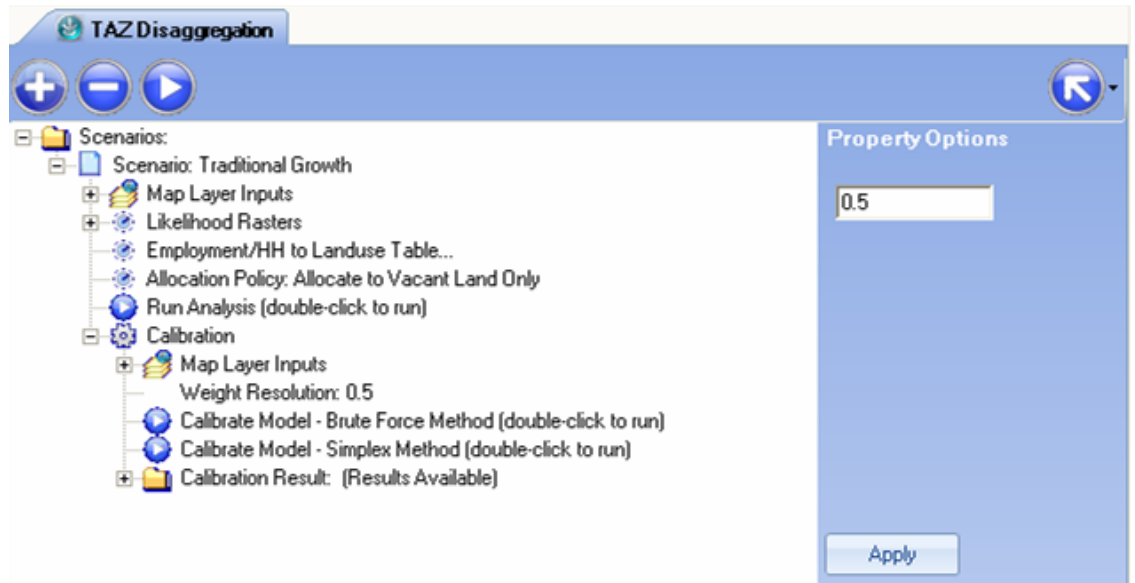 TAZ Disaggregation
Scenarios:
Property Options
Scenario: Traditional Growth
Map Layer Inputs
0.5
Likelihood Rasters
Employment/HH to Landuse Table...
Allocation Policy: Allocate to Vacant Land Only
Run Analysis (double-click to run)
Calibration
Map Layer Inputs
Weight Resolution: 0.5
Calibrate Model - Brute Force Method (double-click to run)
Calibrate Model - Simplex Method (double-click to run)
Calibration Result: (Results Available)
Apply